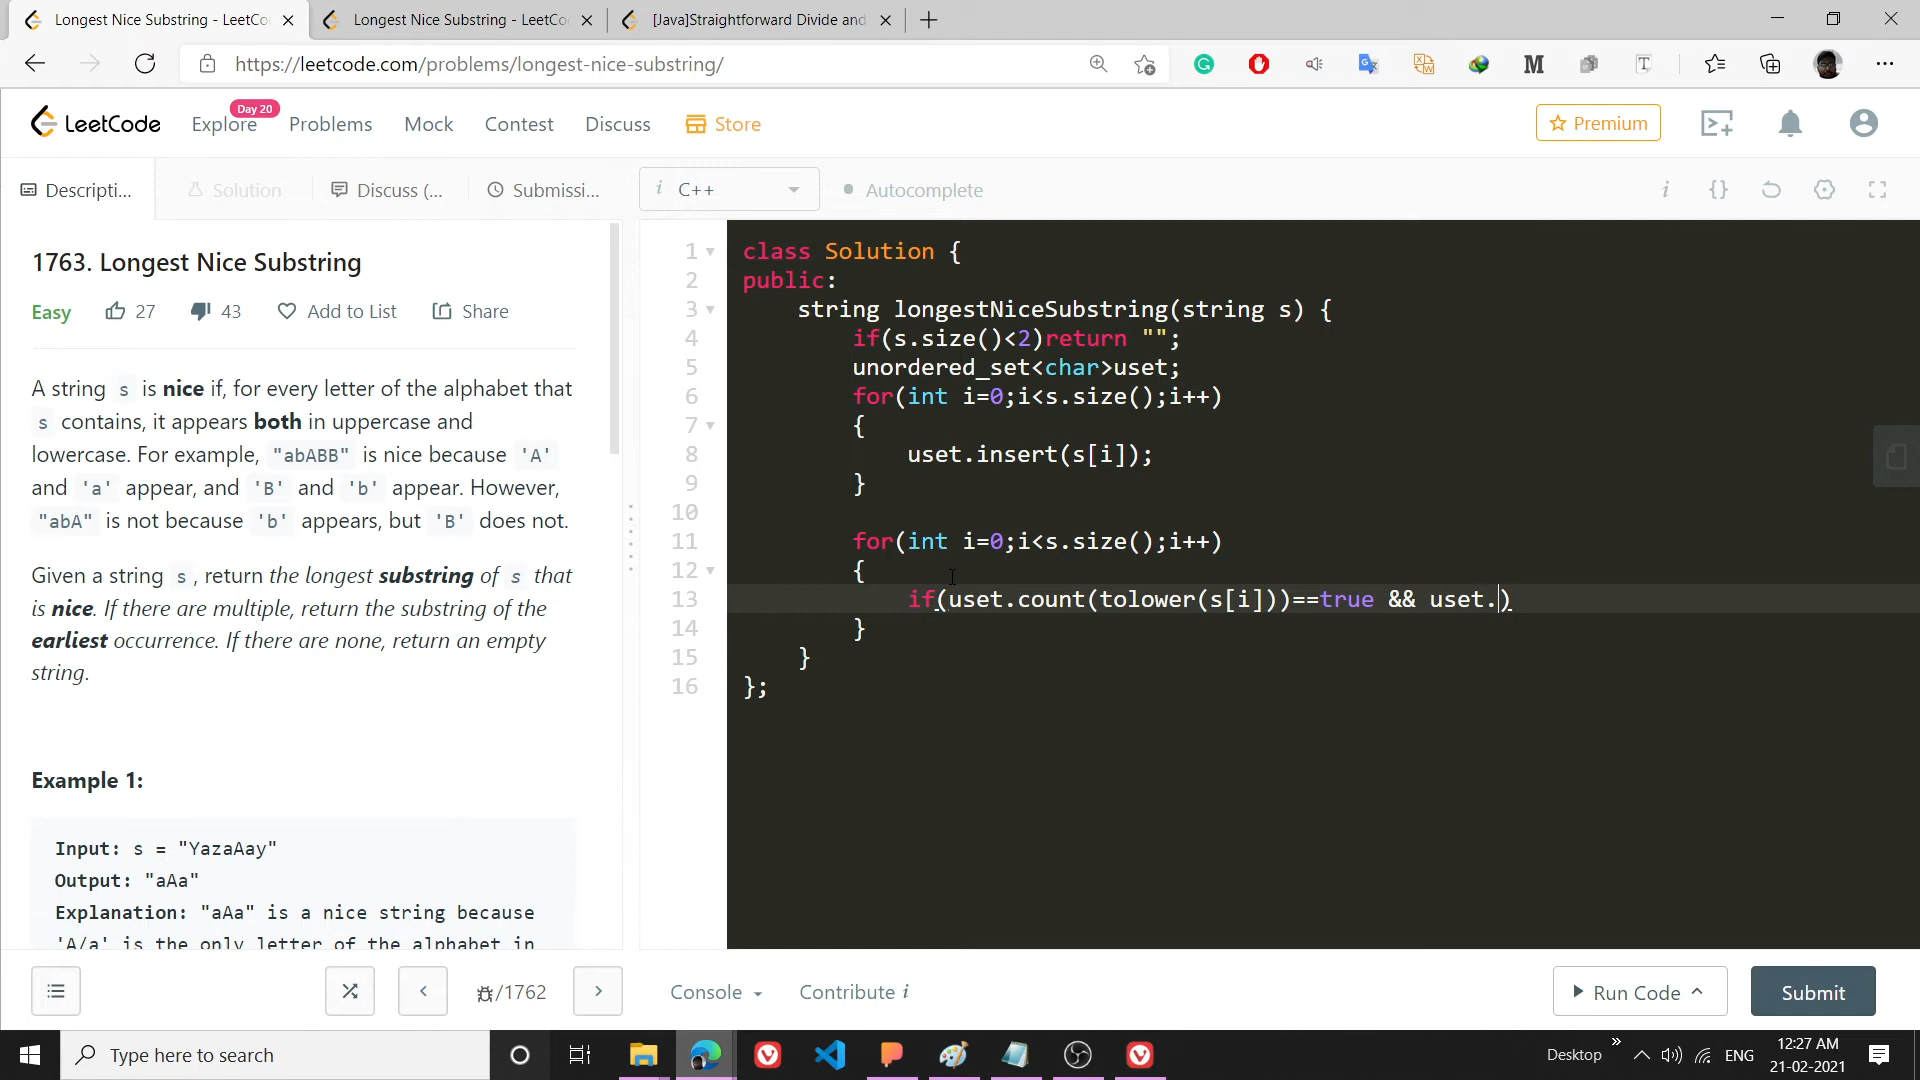 Longest Nice Substring - LeetCo
Longest Nice Substring - LeetCo
[Java]Straightforward Divide and
https://leetcode.com/problems/longest-nice-substring/
LeetCode
Explore
Day 20
Problems
Mock
Contest
Discuss
Store
Premium
Descripti...
Solution
Discuss (...
Submissi...
i C++
Autocomplete
1763. Longest Nice Substring
Easy 27 43 Add to List Share
A string s is nice if, for every letter of the alphabet that
s contains, it appears both in uppercase and
lowercase. For example, "abABB" is nice because 'A'
and 'a' appear, and 'B' and 'b' appear. However,
"abA" is not because 'b' appears, but 'B' does not.
Given a string s , return the longest substring of s that
is nice. If there are multiple, return the substring of the
earliest occurrence. If there are none, return an empty
string.
Example 1:
Input: s = "YazaAay"
Output: "aAa"
Explanation: "aAa" is a nice string because
'A/a' is the only letter of the alphabet in
1 class Solution {
2 public:
3 string longestNiceSubstring(string s) {
4 if(s.size()<2)return "";
5 unordered_set<char>uset;
6 for(int i=0;i<s.size();i++)
7 {
8 uset.insert(s[i]);
9 }
10
11 for(int i=0;i<s.size();i++)
12 {
13 if(uset.count(tolower(s[i]))==true && uset.)
14 }
15 }
16 };
/1762
Console
Contribute i
Run Code
Submit
Type here to search
Desktop
ENG
12:27 AM
21-02-2021